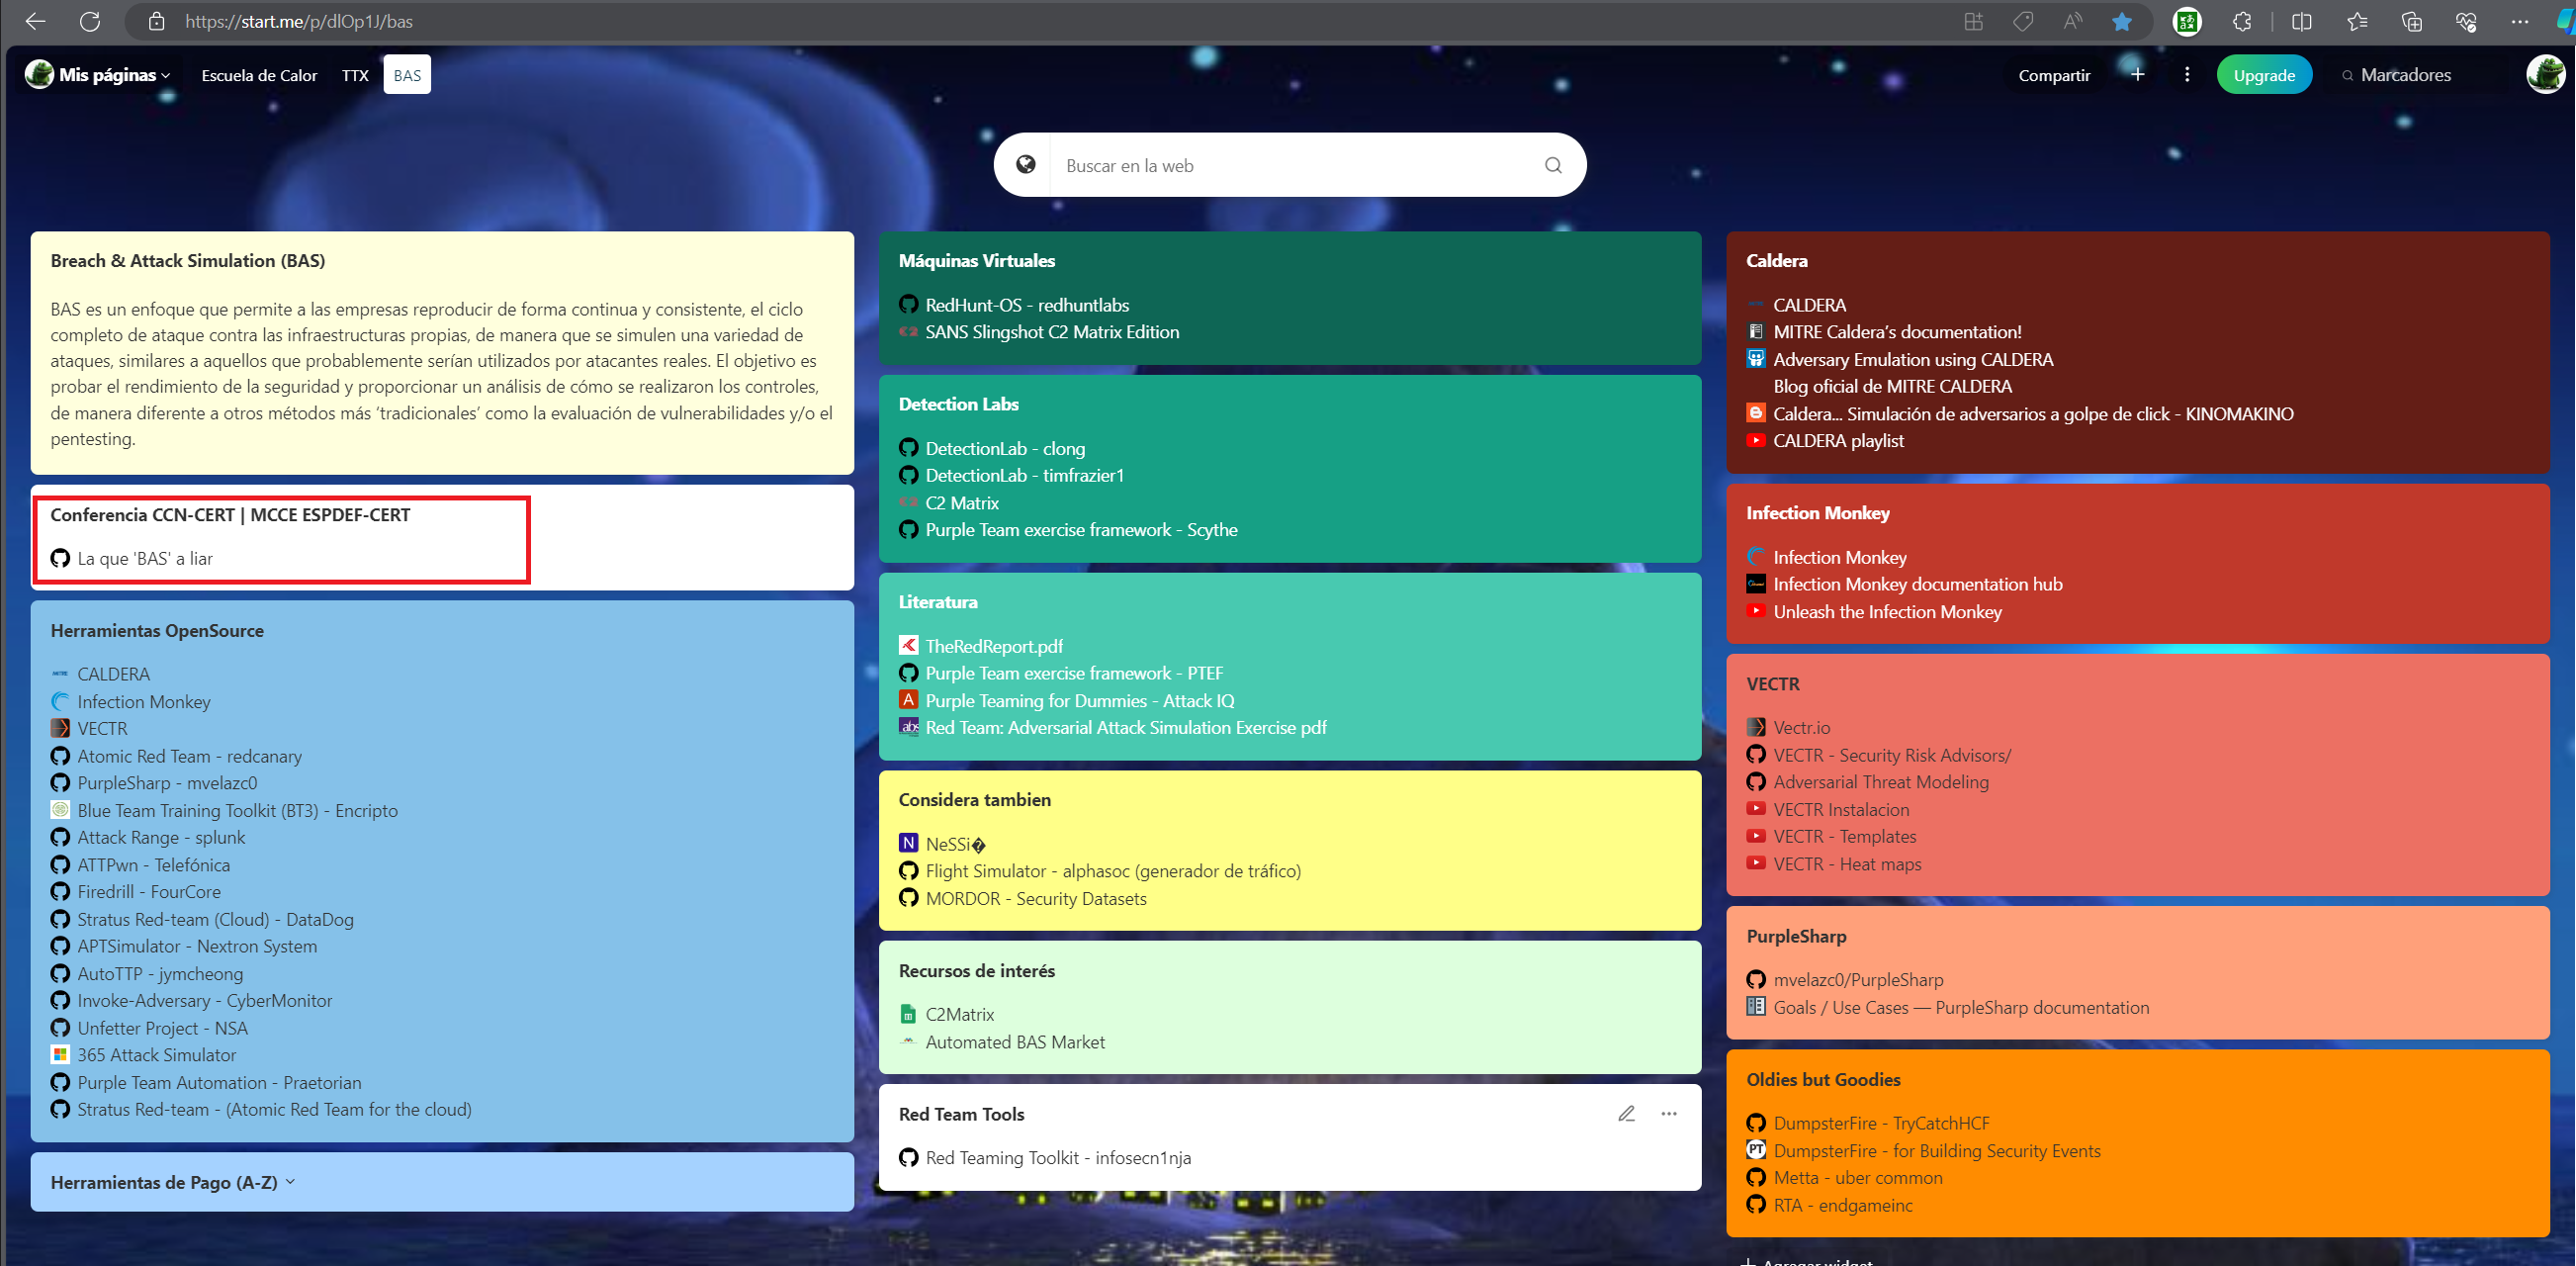 https://start.me/p/dlOp1J/bas
Mis páginas
Escuela de Calor
TTX
BAS
Compartir
Upgrade
Marcadores
Buscar en la web
Breach & Attack Simulation (BAS)
BAS es un enfoque que permite a las empresas reproducir de forma continua y consistente, el ciclo
completo de ataque contra las infraestructuras propias, de manera que se simulen una variedad de
ataques, similares a aquellos que probablemente serían utilizados por atacantes reales. El objetivo es
probar el rendimiento de la seguridad y proporcionar un análisis de cómo se realizaron los controles,
de manera diferente a otros métodos más ‘tradicionales’ como la evaluación de vulnerabilidades y/o el
pentesting.
Conferencia CCN-CERT | MCCE ESPDEF-CERT
La que 'BAS' a liar
Herramientas OpenSource
CALDERA
Infection Monkey
VECTR
Atomic Red Team - redcanary
PurpleSharp - mvelazc0
Blue Team Training Toolkit (BT3) - Encripto
Attack Range - splunk
ATTPwn - Telefónica
Firedrill - FourCore
Stratus Red-team (Cloud) - DataDog
APTSimulator - Nextron System
AutoTTP - jymcheong
Invoke-Adversary - CyberMonitor
Unfetter Project - NSA
365 Attack Simulator
Purple Team Automation - Praetorian
Stratus Red-team - (Atomic Red Team for the cloud)
Herramientas de Pago (A-Z)
Máquinas Virtuales
RedHunt-OS - redhuntlabs
SANS Slingshot C2 Matrix Edition
Detection Labs
DetectionLab - clong
DetectionLab - timfrazier1
C2 Matrix
Purple Team exercise framework - Scythe
Literatura
TheRedReport.pdf
Purple Team exercise framework - PTEF
Purple Teaming for Dummies - Attack IQ
Red Team: Adversarial Attack Simulation Exercise pdf
Considera tambien
NeSSi�
Flight Simulator - alphasoc (generador de tráfico)
MORDOR - Security Datasets
Recursos de interés
C2Matrix
Automated BAS Market
Red Team Tools
Red Teaming Toolkit - infosecn1nja
Caldera
CALDERA
MITRE Caldera’s documentation!
Adversary Emulation using CALDERA
Blog oficial de MITRE CALDERA
Caldera... Simulación de adversarios a golpe de click - KINOMAKINO
CALDERA playlist
Infection Monkey
Infection Monkey
Infection Monkey documentation hub
Unleash the Infection Monkey
VECTR
Vectr.io
VECTR - Security Risk Advisors/
Adversarial Threat Modeling
VECTR Instalacion
VECTR - Templates
VECTR - Heat maps
PurpleSharp
mvelazc0/PurpleSharp
Goals / Use Cases — PurpleSharp documentation
Oldies but Goodies
DumpsterFire - TryCatchHCF
DumpsterFire - for Building Security Events
Metta - uber common
RTA - endgameinc
Agregar widget